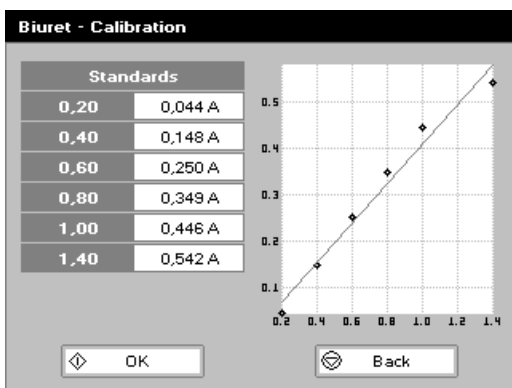 Biuret - Calibration
Standards
0,20 0,044 A
0,40 0,148 A
0,60 0,250 A
0,80 0,349 A
1,00 0,446 A
1,40 0,542 A
0.5
0.4
0.3
0.2
0.1
0.2 0.4 0.6 0.8 1.0 1.2 1.4
OK
Back